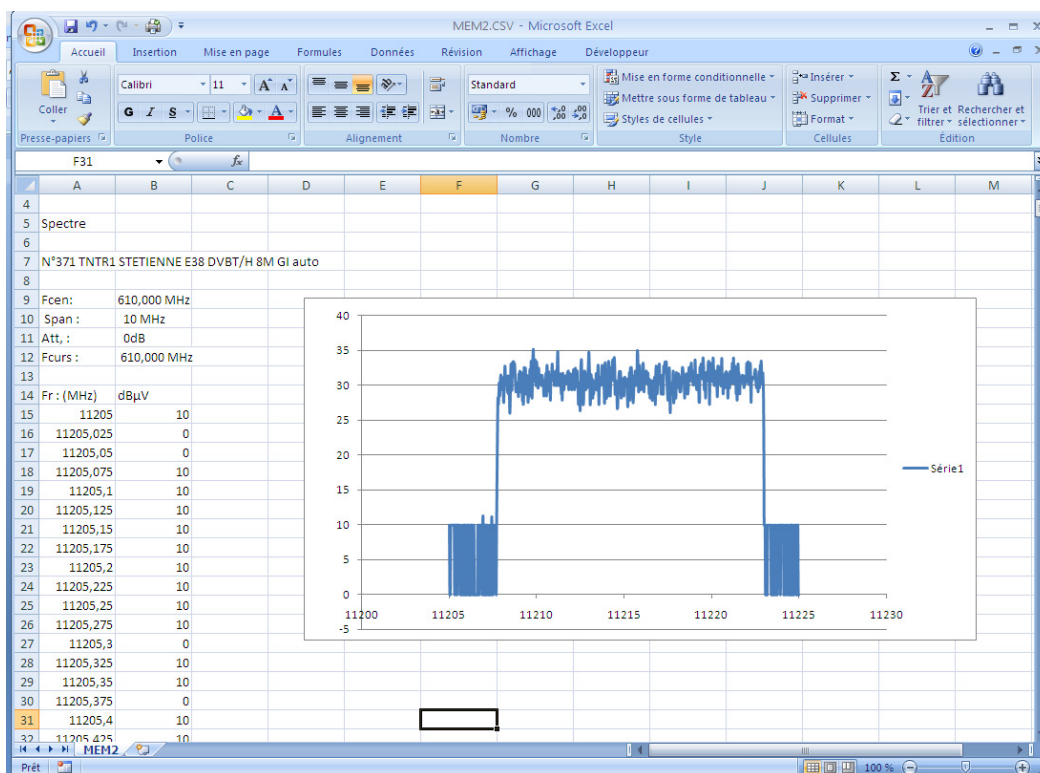 MEM2.CSV - Microsoft Excel
Accueil Insertion Mise en page Formules Données Révision Affichage Développeur
Coller
Presse-papiers
Calibri 11
G I S
Police
Alignement
Standard
% 000
Nombre
Mise en forme conditionnelle
Mettre sous forme de tableau
Styles de cellules
Style
Insérer
Supprimer
Format
Cellules
Trier et filtrer
Rechercher et sélectionner
Édition
F31 fx
A B C D E F G H I J K L M
4
5 Spectre
6
7 N°371 TNTR1 STETIENNE E38 DVBT/H 8M GI auto
8
9 Fcen: 610,000 MHz
10 Span : 10 MHz
11 Att, : 0dB
12 Fcurs : 610,000 MHz
13
14 Fr : (MHz) dBµV
15 11205 10
16 11205,025 0
17 11205,05 0
18 11205,075 10
19 11205,1 10
20 11205,125 10
21 11205,15 10
22 11205,175 10
23 11205,2 10
24 11205,225 10
25 11205,25 10
26 11205,275 10
27 11205,3 0
28 11205,325 10
29 11205,35 10
30 11205,375 0
31 11205,4 10
32 11205,425 10
40
35
30
25
20
15
10
5
0
-5
11200 11205 11210 11215 11220 11225 11230
Série1
MEM2
Prêt 100 %